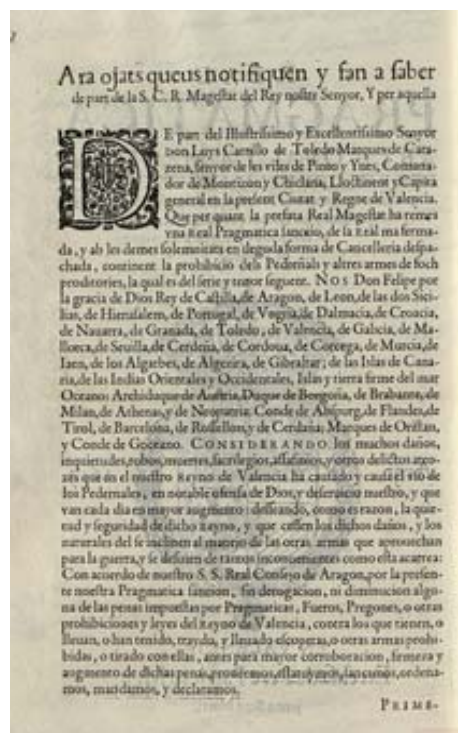 Ara ojats queus notifiquen y fan a saber
de part de la S. C. R. Magestat del Rey nostre Senyor, Y per aquella
DE part del Illustrissimo y Excellentissimo Senyor
Don Luys Carrillo de Toledo Marques de Cara-
zena, senyor de les viles de Pinto y Ynes, Comana-
dor de Montizon y Chiclana, Lloctinent y Capita
general en la present Ciutat y Regne de Valencia.
Que per quant la prefata Real Magestat ha remes
vna Real Pragmatica sancio, de sa Real ma ferma-
da, y ab les demes solemnitats en deguda forma de Cancelleria despa-
chada, continent la prohibicio dels Pedreñals y altres armes de foch
proditories, la qual es del serie y tenor seguent. NOS Don Felipe por
la gracia de Dios Rey de Castilla, de Aragon, de Leon, de las dos Sici-
lias, de Hierusalem, de Portugal, de Vngria, de Dalmacia, de Croacia,
de Nauarra, de Granada, de Toledo, de Valencia, de Galicia, de Ma-
llorca, de Seuilla, de Cerdeña, de Cordoua, de Corcega, de Murcia, de
Iaen, de los Algarbes, de Algezira, de Gibraltar; de las Islas de Cana-
ria, de las Indias Orientales y Occidentales, Islas y tierra firme del mar
Oceano: Archiduque de Austria, Duque de Borgoña, de Brabante, de
Milan, de Athenas, y de Neopatria: Conde de Abspurg, de Flandes, de
Tirol, de Barcelona, de Rossellon, y de Cerdaña; Marques de Oristan,
y Conde de Goceano. CONSIDERANDO los muchos daños,
inquietudes, robos, muertes, sacrilegios, assasinios, y otros delictos atro-
zes que en el nuestro Reyno de Valencia ha causado y causa el vso de
los Pedreñales, en notable ofensa de Dios, y deseruicio nuestro, y que
van cada dia en mayor augmento: desseando, como es razon, la quie-
tud y seguridad de dicho Reyno, y que cessen los dichos daños, y los
naturales del se inclinen al manejo de las otras armas que aprouechan
para la guerra, y se desuien de tantos inconuenientes como esta acarrea:
Con acuerdo de nuestro S. S. Real Consejo de Aragon, por la presen-
te nuestra Pragmatica sancion, sin derogacion, ni diminucion algu-
na de las penas impuestas por Pragmaticas, Fueros, Pregones, o otras
prohibiciones y leyes del Reyno de Valencia, contra los que tienen, o
lleuan, o han tenido, traydo, y lleuado escopetas, o otras armas prohi-
bidas, o tirado con ellas, antes para mayor corroboracion, firmeza y
augmento de dichas penas, proueemos, estatuymos, sancimos, ordena-
mos, mandamos, y declaramos.
PRIME-